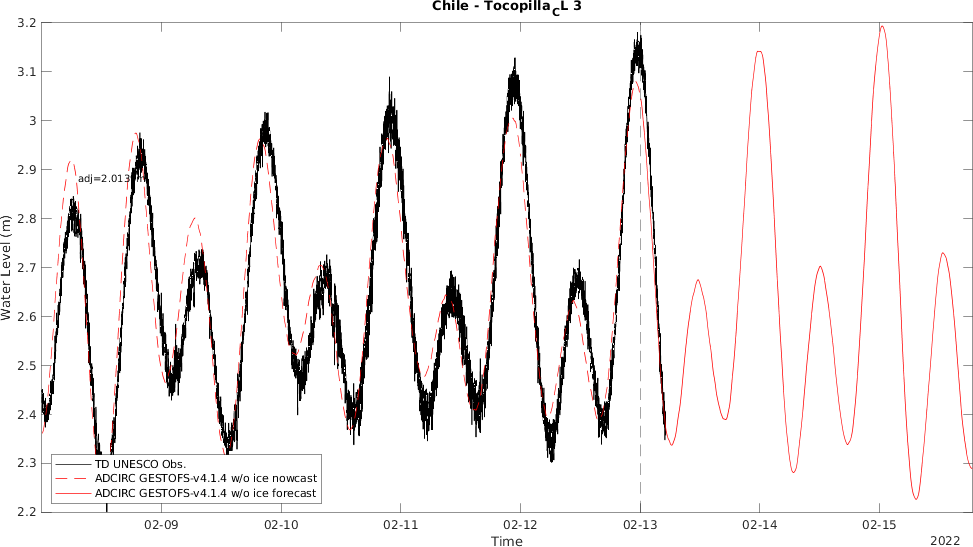 Chile - Tocopilla_CL 3
Water Level (m)
3.2
3.1
3
2.9
2.8
2.7
2.6
2.5
2.4
2.3
2.2
adj=2.013
TD UNESCO Obs.
ADCIRC GESTOFS-v4.1.4 w/o ice nowcast
ADCIRC GESTOFS-v4.1.4 w/o ice forecast
02-09
02-10
02-11
02-12
02-13
02-14
02-15
Time
2022